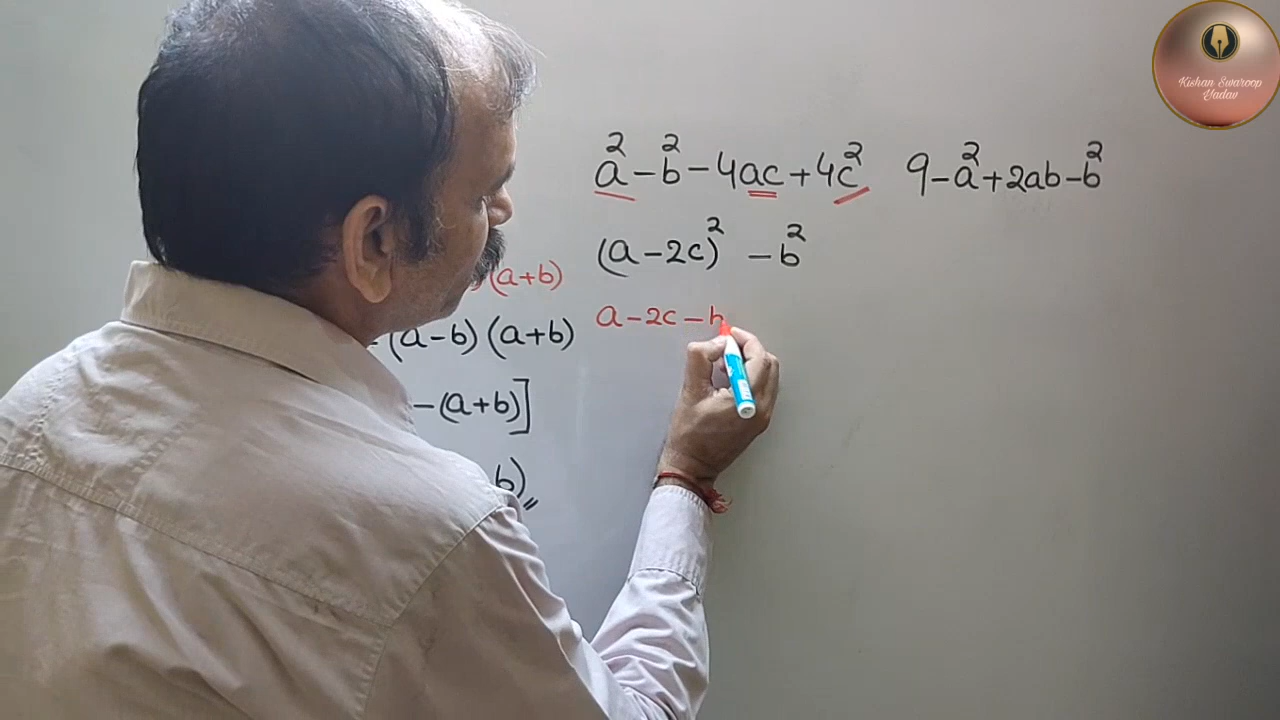 Kishan Swaroop
Yadav
a² - b² - 4ac + 4c²
9 - a² + 2ab - b²
(a - 2c)² - b²
a - 2c - b
(a+b)
(a-b)(a+b)
-(a+b)]
b)